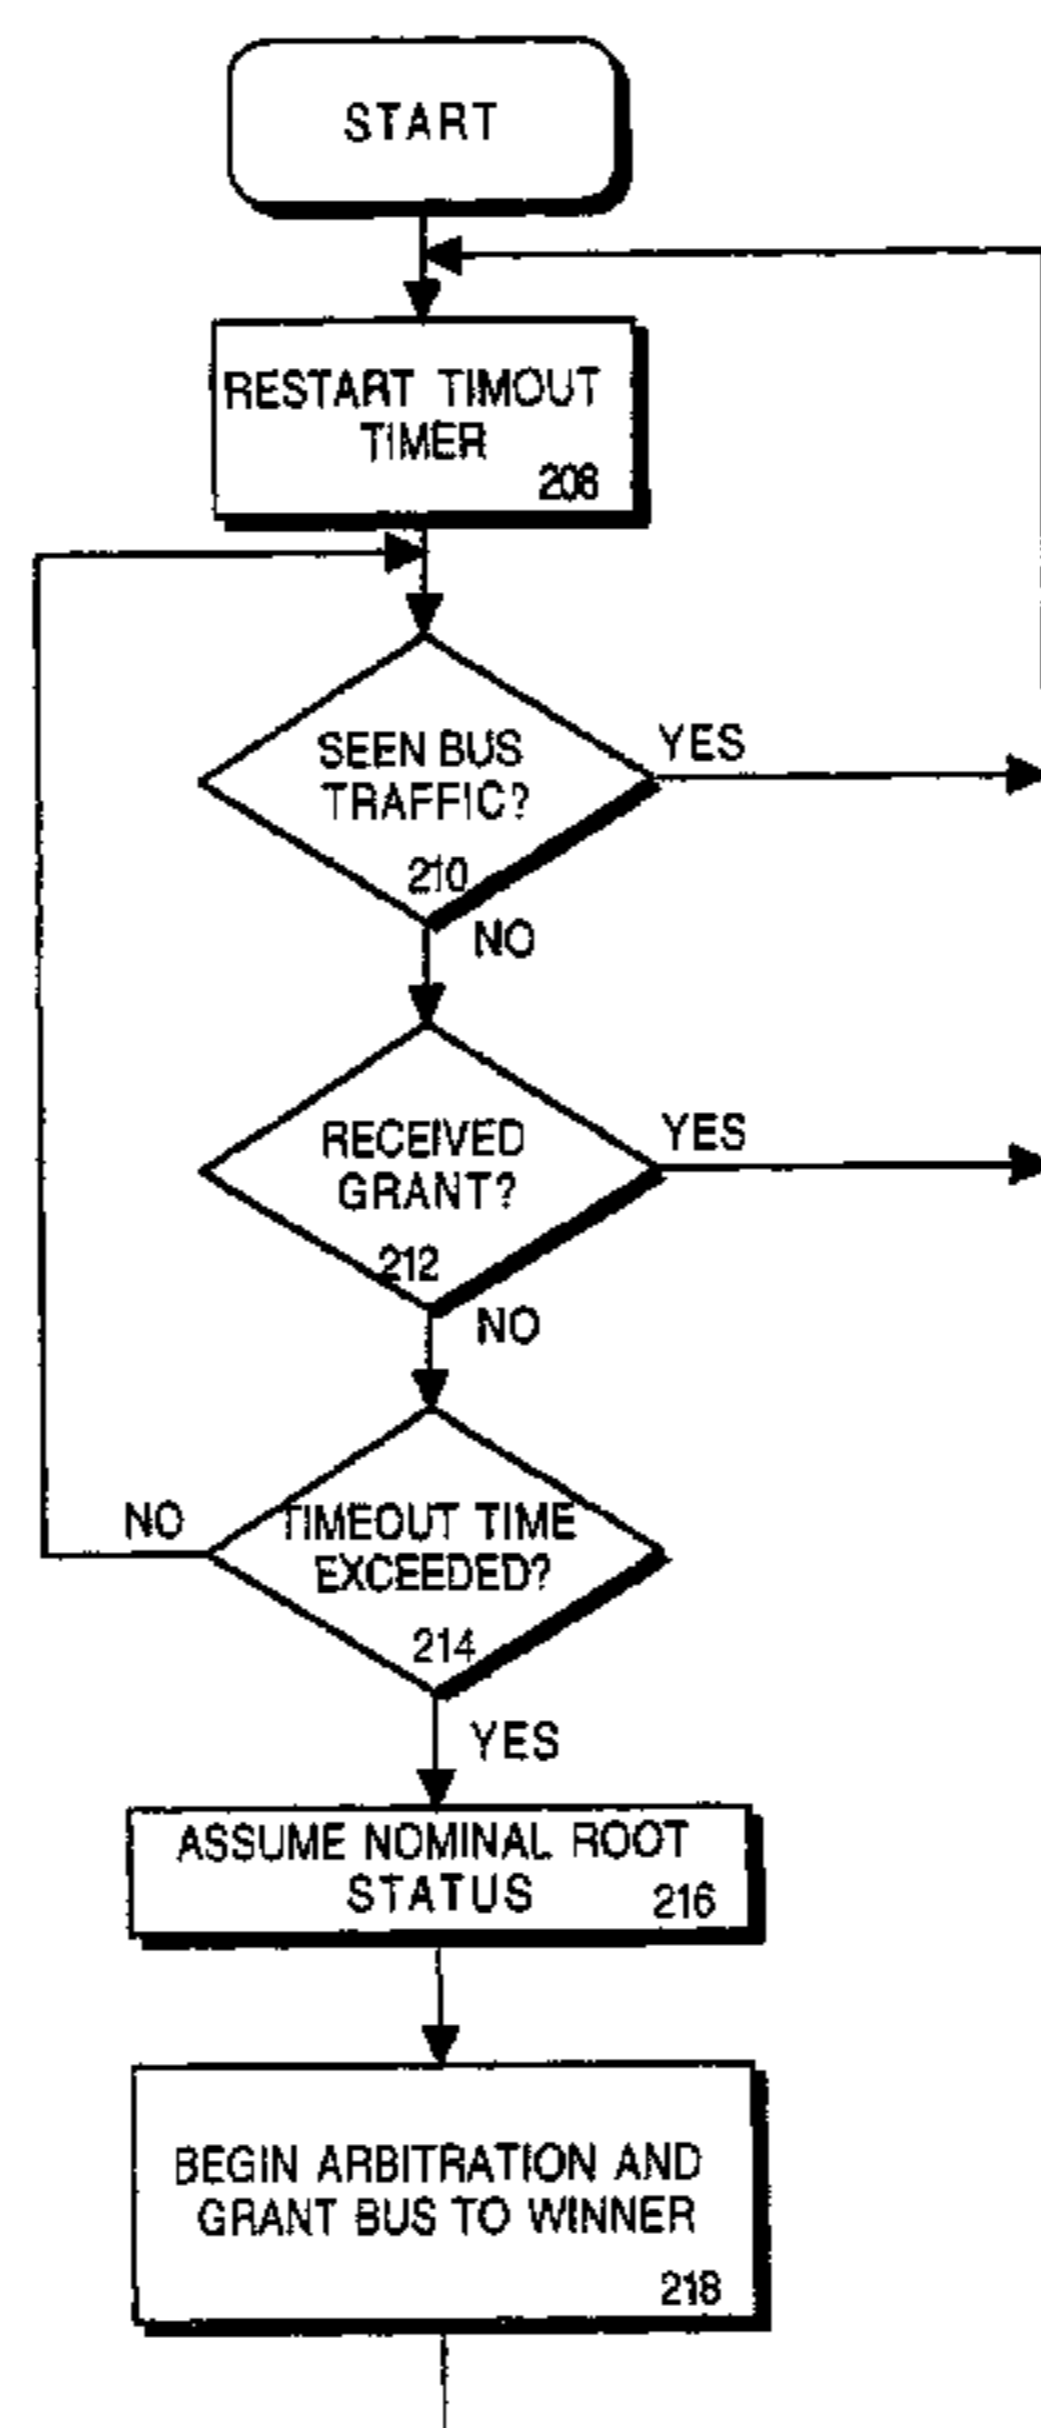 START
RESTART TIMOUT
TIMER
208
SEEN BUS
TRAFFIC?
210
YES
NO
RECEIVED
GRANT?
212
YES
NO
TIMEOUT TIME
EXCEEDED?
214
NO
YES
ASSUME NOMINAL ROOT
STATUS
216
BEGIN ARBITRATION AND
GRANT BUS TO WINNER
218